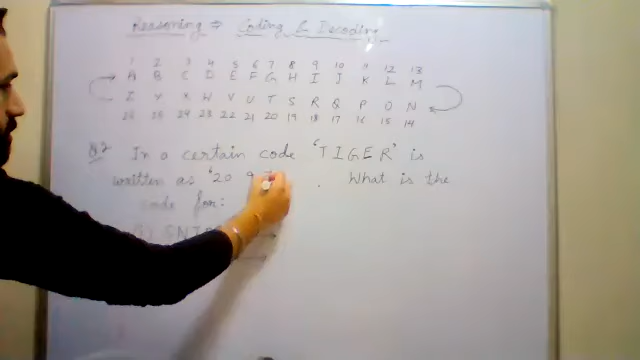 Reasoning ⇒ Coding & Decoding
1 2 3 4 5 6 7 8 9 10 11 12 13
A B C D E F G H I J K L M
Z Y X W V U T S R Q P O N
26 25 24 23 22 21 20 19 18 17 16 15 14
Q.2 In a certain code 'TIGER' is
written as '20 9 7 . What is the
code for: